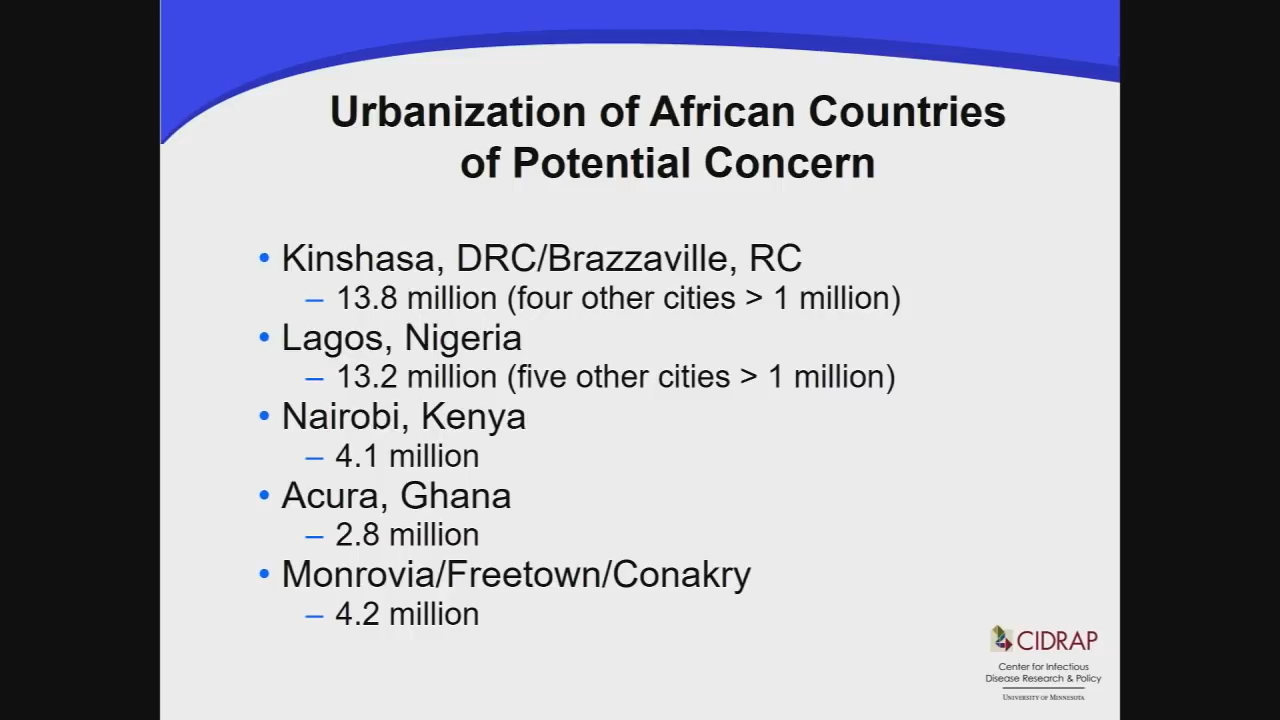 Urbanization of African Countries
of Potential Concern
• Kinshasa, DRC/Brazzaville, RC
– 13.8 million (four other cities > 1 million)
• Lagos, Nigeria
– 13.2 million (five other cities > 1 million)
• Nairobi, Kenya
– 4.1 million
• Acura, Ghana
– 2.8 million
• Monrovia/Freetown/Conakry
– 4.2 million
CIDRAP
Center for Infectious
Disease Research & Policy
UNIVERSITY OF MINNESOTA